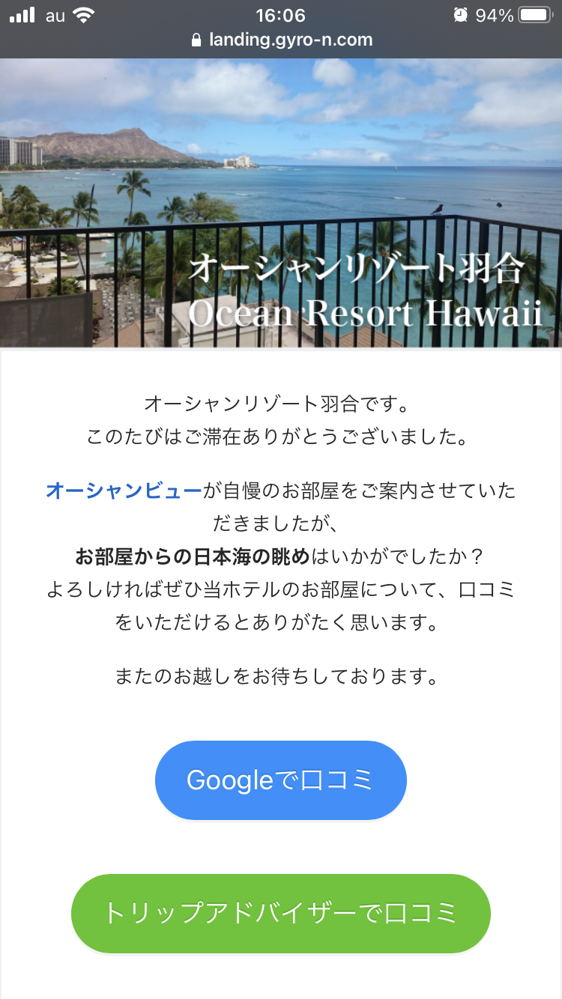 au 16:06 94%
landing.gyro-n.com
オーシャンリゾート羽合
Ocean Resort Hawaii
オーシャンリゾート羽合です。
このたびはご滞在ありがとうございました。
オーシャンビューが自慢のお部屋をご案内させていた
だきましたが、
お部屋からの日本海の眺めはいかがでしたか？
よろしければぜひ当ホテルのお部屋について、口コミ
をいただけるとありがたく思います。
またのお越しをお待ちしております。
Googleで口コミ
トリップアドバイザーで口コミ